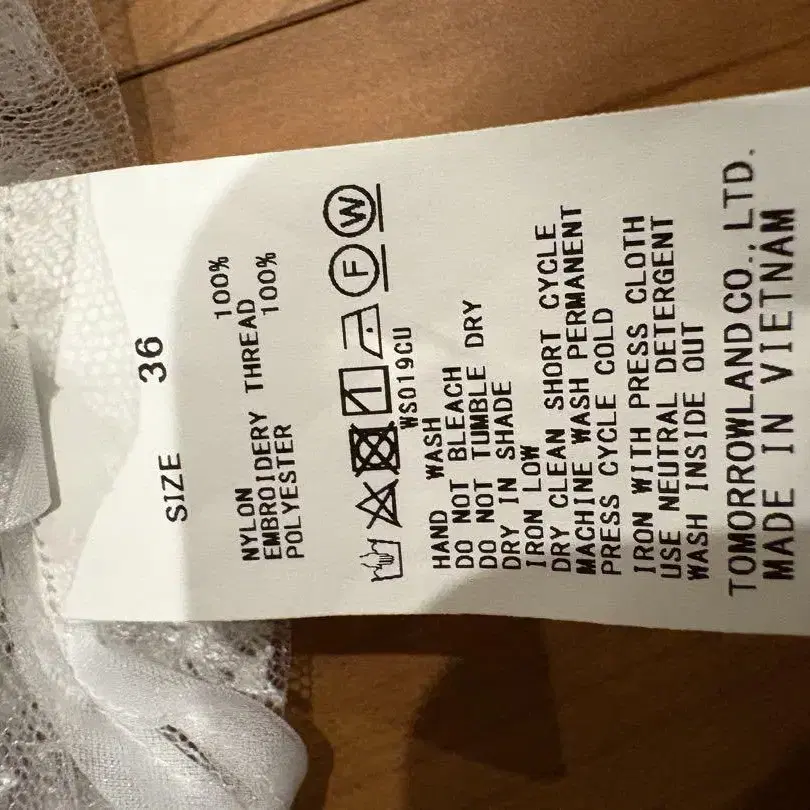 SIZE 36
NYLON 100%
EMBROIDERY THREAD
POLYESTER 100%
F W
WS019CU
HAND WASH
DO NOT BLEACH
DO NOT TUMBLE DRY
DRY IN SHADE
IRON LOW
DRY CLEAN SHORT CYCLE
MACHINE WASH PERMANENT
PRESS CYCLE COLD
IRON WITH PRESS CLOTH
USE NEUTRAL DETERGENT
WASH INSIDE OUT
TOMORROWLAND CO., LTD.
MADE IN VIETNAM